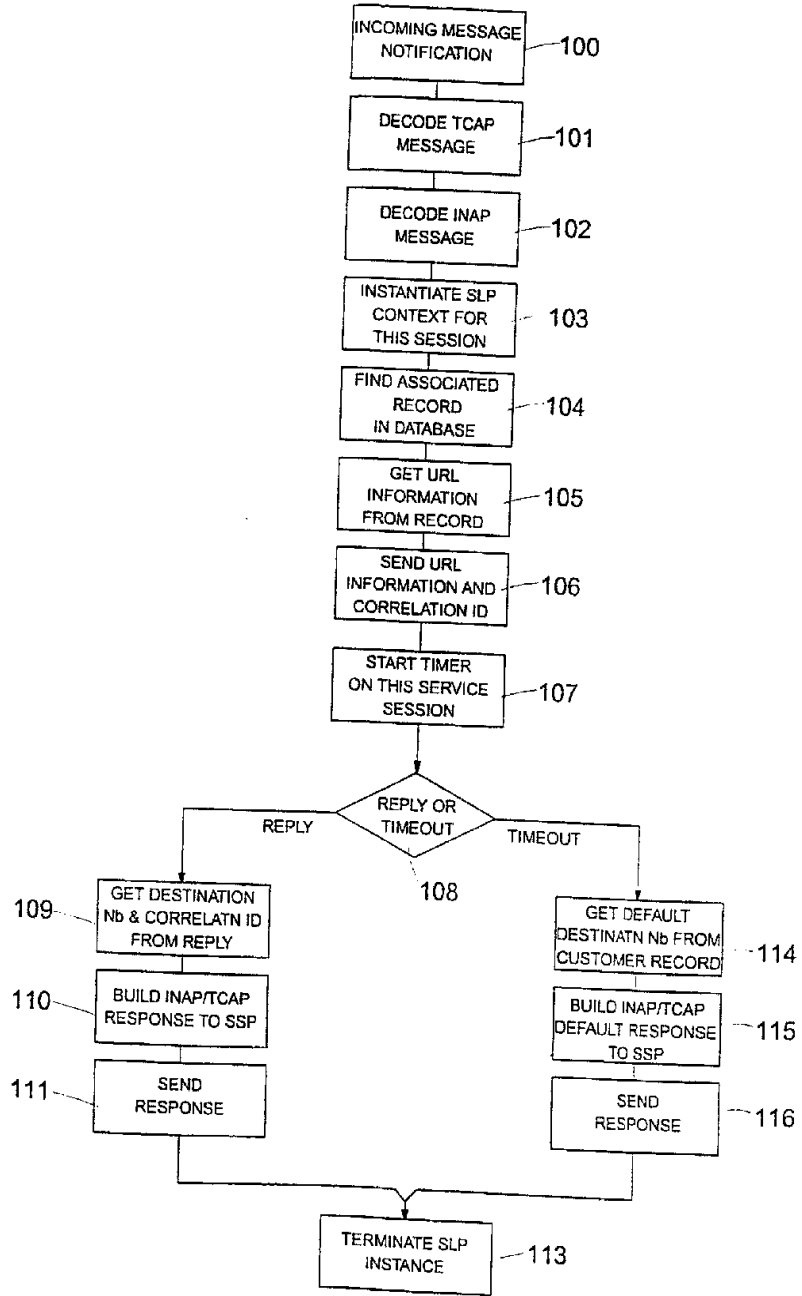 INCOMING MESSAGE
NOTIFICATION
100
DECODE TCAP
MESSAGE
101
DECODE INAP
MESSAGE
102
INSTANTIATE SLP
CONTEXT FOR
THIS SESSION
103
FIND ASSOCIATED
RECORD
IN DATABASE
104
GET URL
INFORMATION
FROM RECORD
105
SEND URL
INFORMATION AND
CORRELATION ID
106
START TIMER
ON THIS SERVICE
SESSION
107
REPLY OR
TIMEOUT
108
REPLY
TIMEOUT
109
GET DESTINATION
Nb & CORRELATN ID
FROM REPLY
110
BUILD INAP/TCAP
RESPONSE TO SSP
111
SEND
RESPONSE
GET DEFAULT
DESTINATN Nb FROM
CUSTOMER RECORD
114
BUILD INAP/TCAP
DEFAULT RESPONSE
TO SSP
115
SEND
RESPONSE
116
TERMINATE SLP
INSTANCE
113